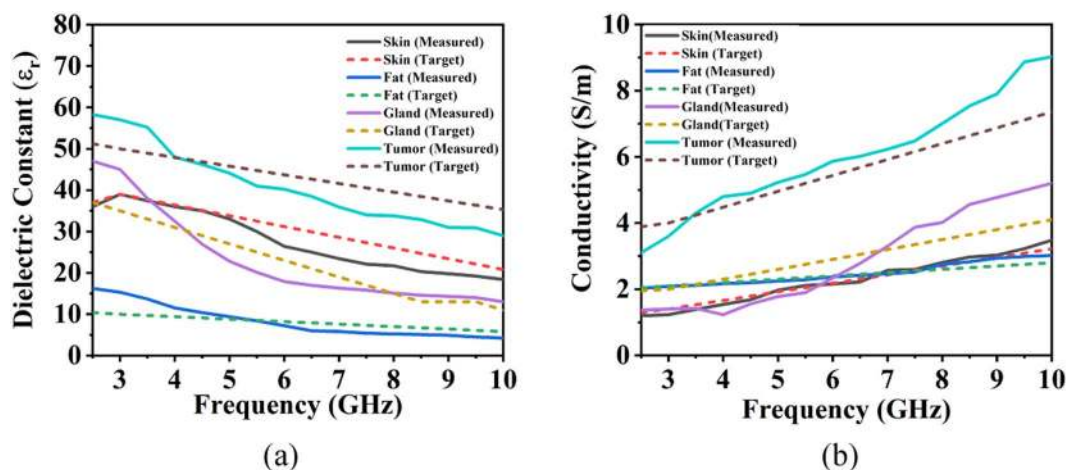 80
70
60
50
40
30
20
10
0
Dielectric Constant (εr)
Skin (Measured)
Skin (Target)
Fat (Measured)
Fat (Target)
Gland (Measured)
Gland (Target)
Tumor (Measured)
Tumor (Target)
3 4 5 6 7 8 9 10
Frequency (GHz)
(a)
10
8
6
4
2
0
Conductivity (S/m)
Skin(Measured)
Skin (Target)
Fat (Measured)
Fat (Target)
Gland(Measured)
Gland(Target)
Tumor (Measured)
Tumor (Target)
3 4 5 6 7 8 9 10
Frequency (GHz)
(b)